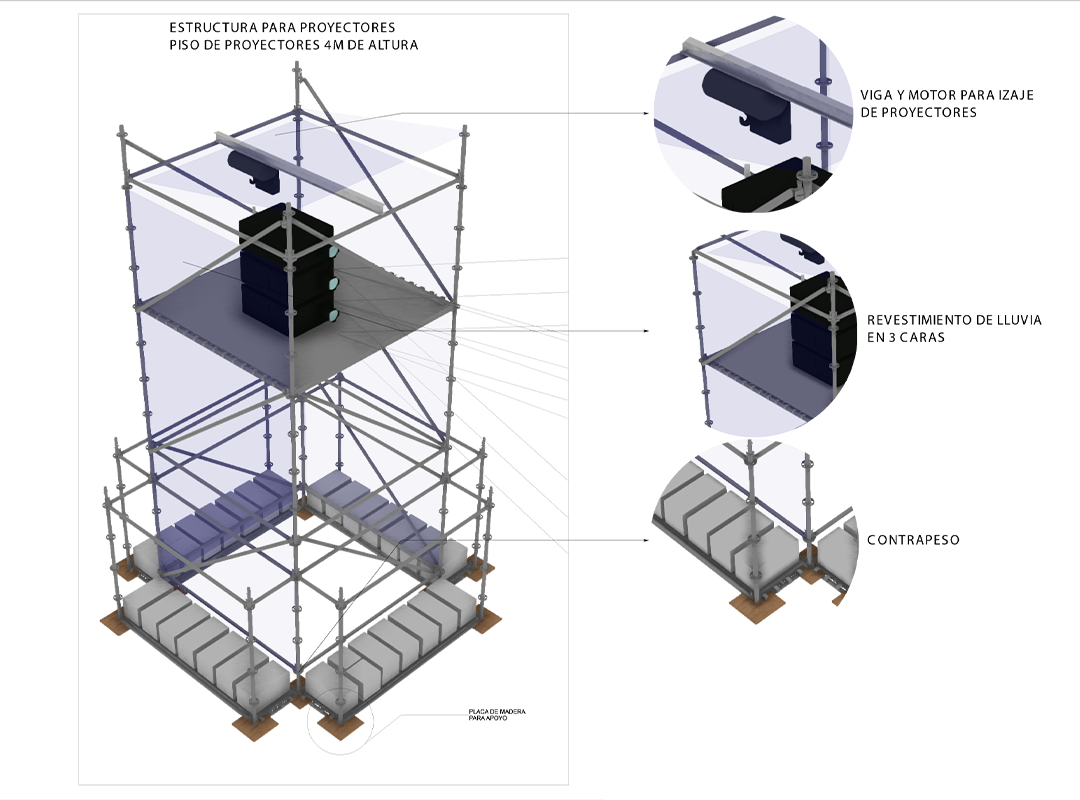 ESTRUCTURA PARA PROYECTORES
PISO DE PROYECTORES 4M DE ALTURA
VIGA Y MOTOR PARA IZAJE
DE PROYECTORES
REVESTIMIENTO DE LLUVIA
EN 3 CARAS
CONTRAPESO
PLACA DE MADERA
PARA APOYO